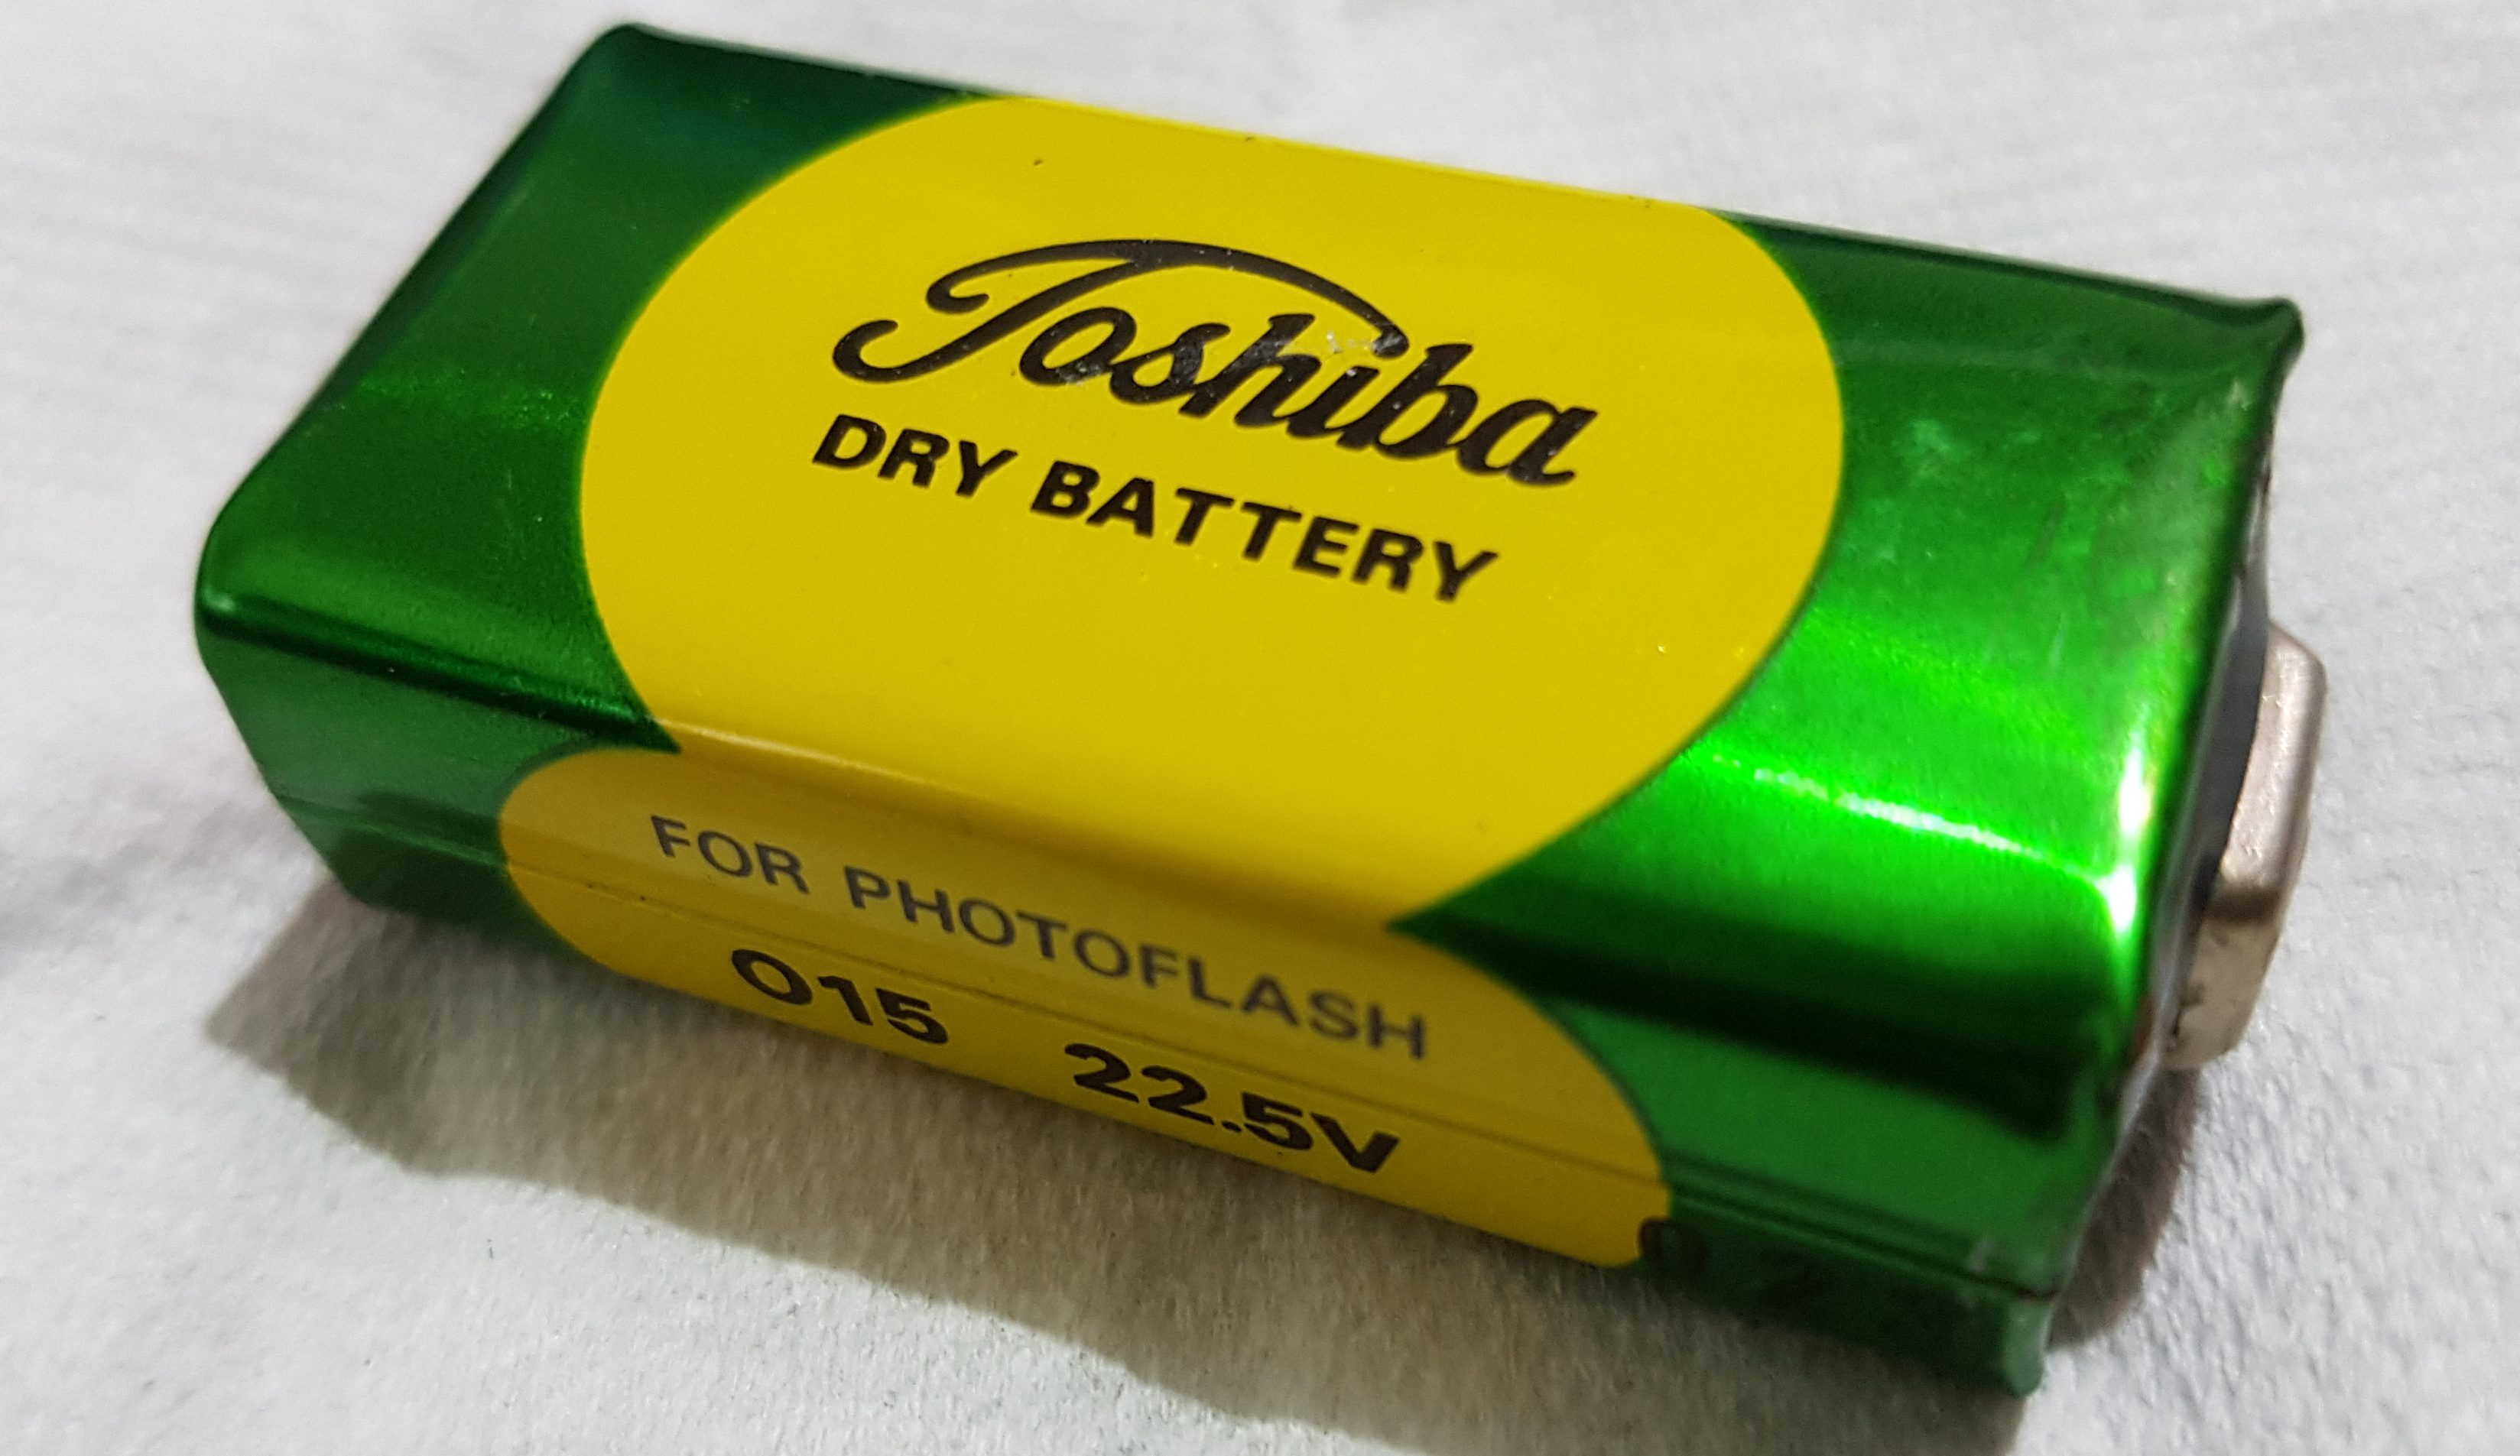 Toshiba
DRY BATTERY
FOR PHOTOFLASH
015 22.5V